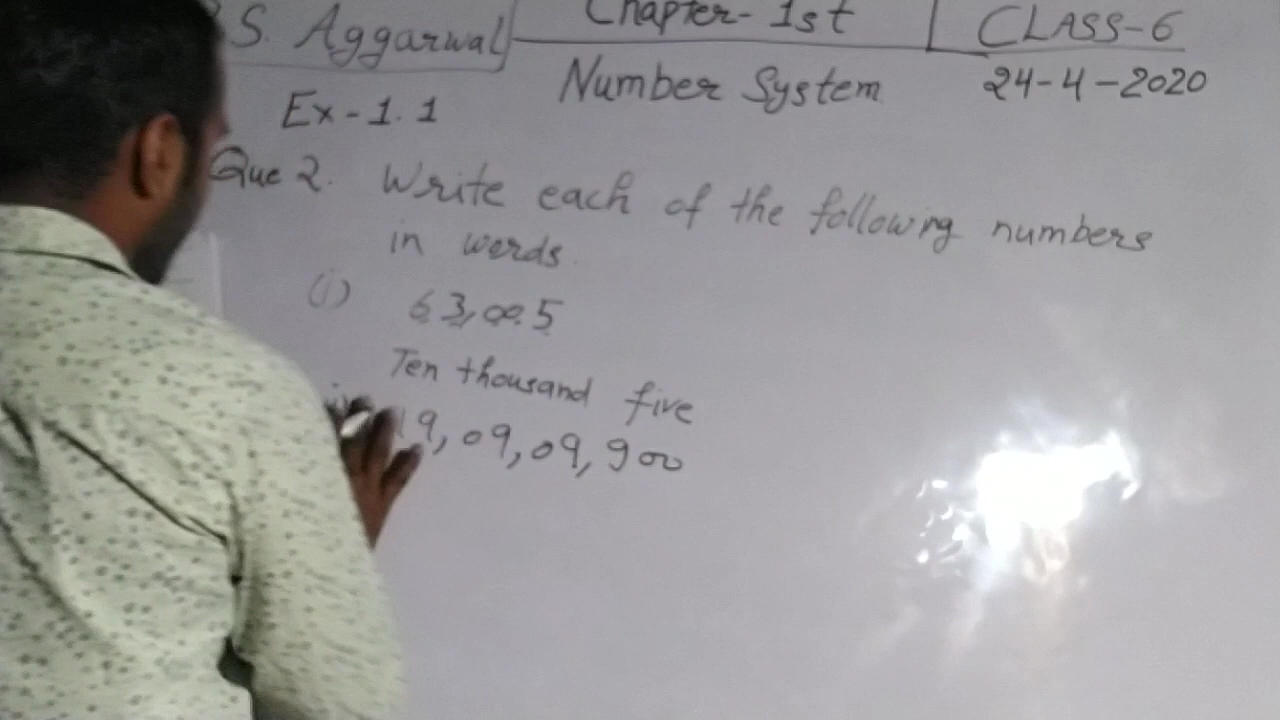 S. Aggarwal
Chapter- 1st
CLASS-6
Number System
24-4-2020
Ex-1.1
Que 2. Write each of the following numbers
in words.
(i) 63,005
Ten thousand five
19,09,09,900